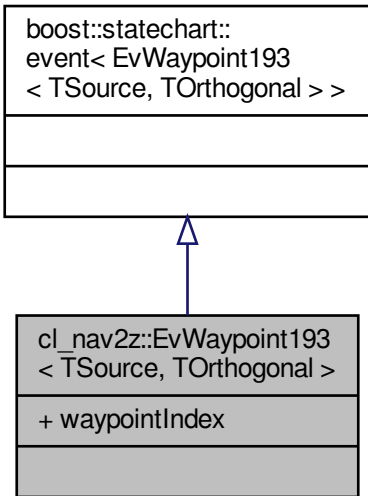 boost::statechart::
event< EvWaypoint193
< TSource, TOrthogonal > >
cl_nav2z::EvWaypoint193
< TSource, TOrthogonal >
+ waypointIndex